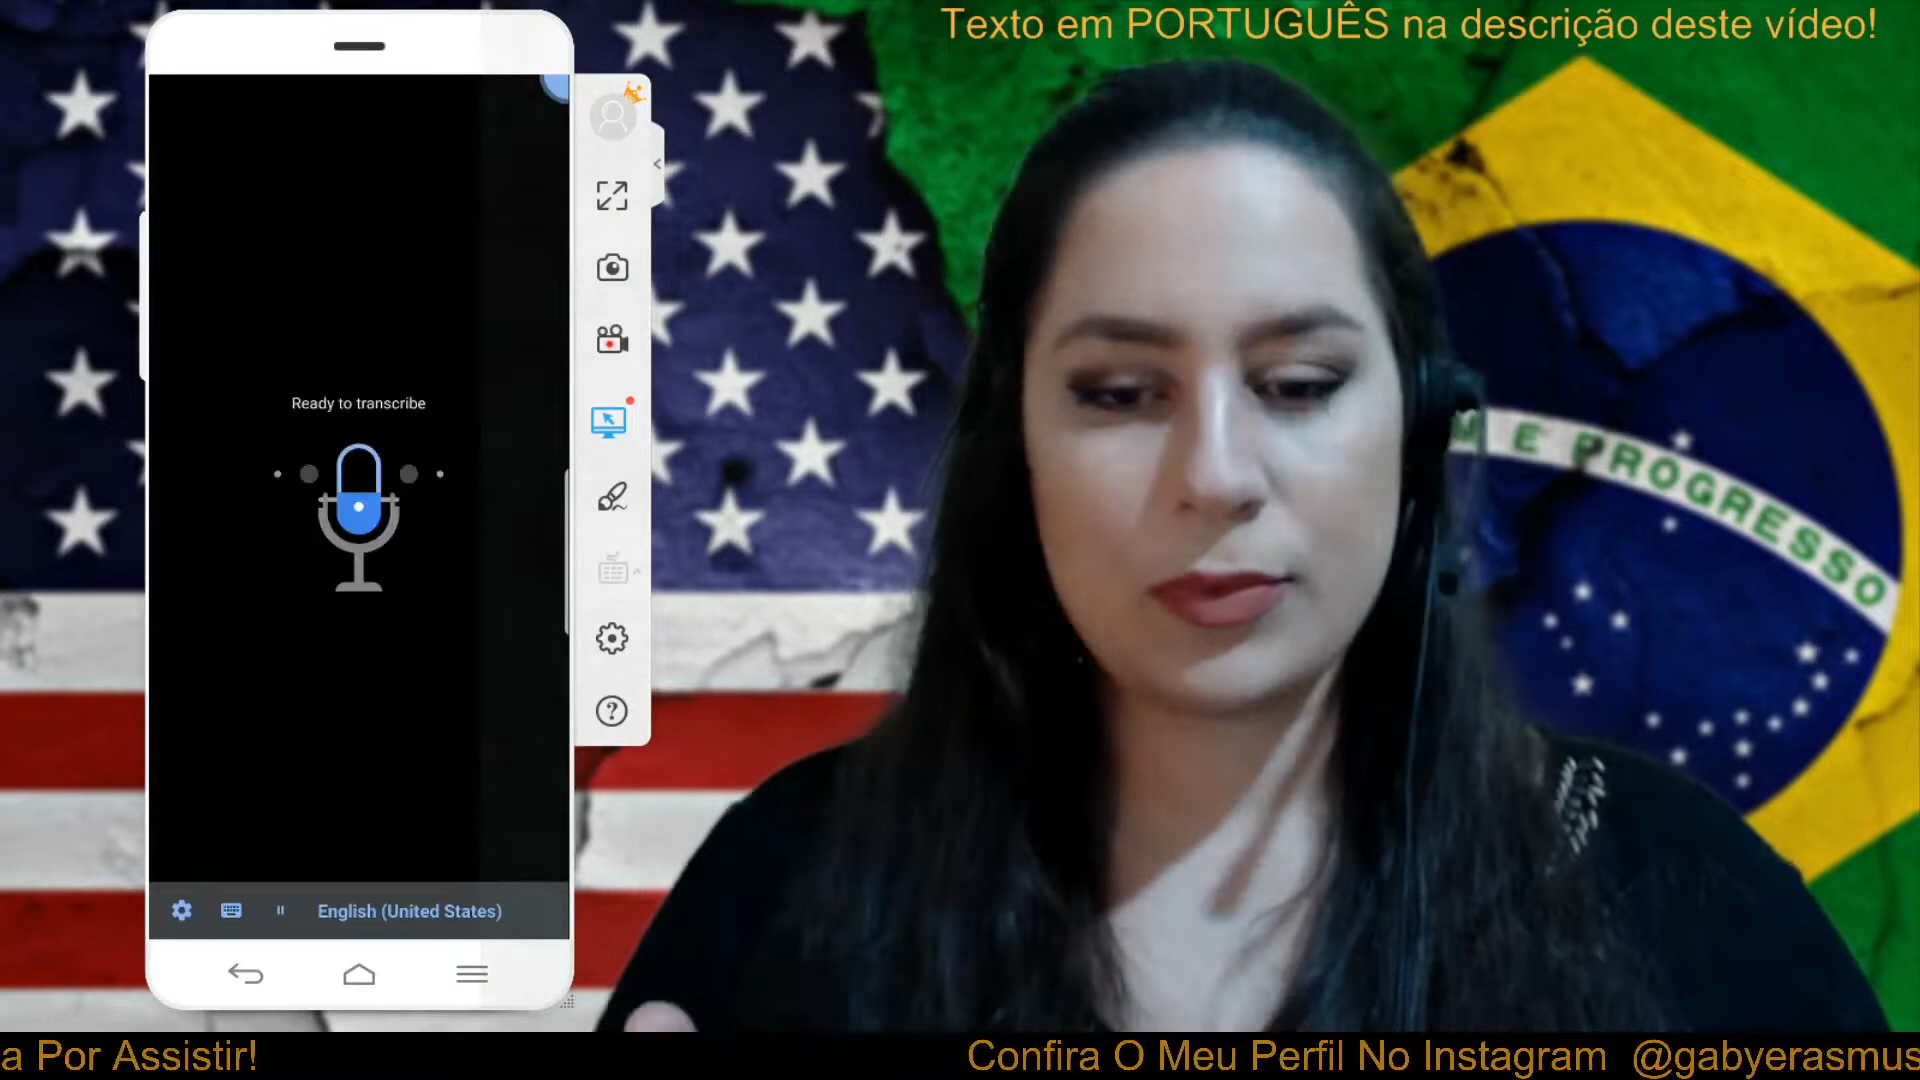 Texto em PORTUGUÊS na descrição deste vídeo!
Ready to transcribe
M E PROGRESSO
English (United States)
a Por Assistir!
Confira O Meu Perfil No Instagram @gabyerasmus